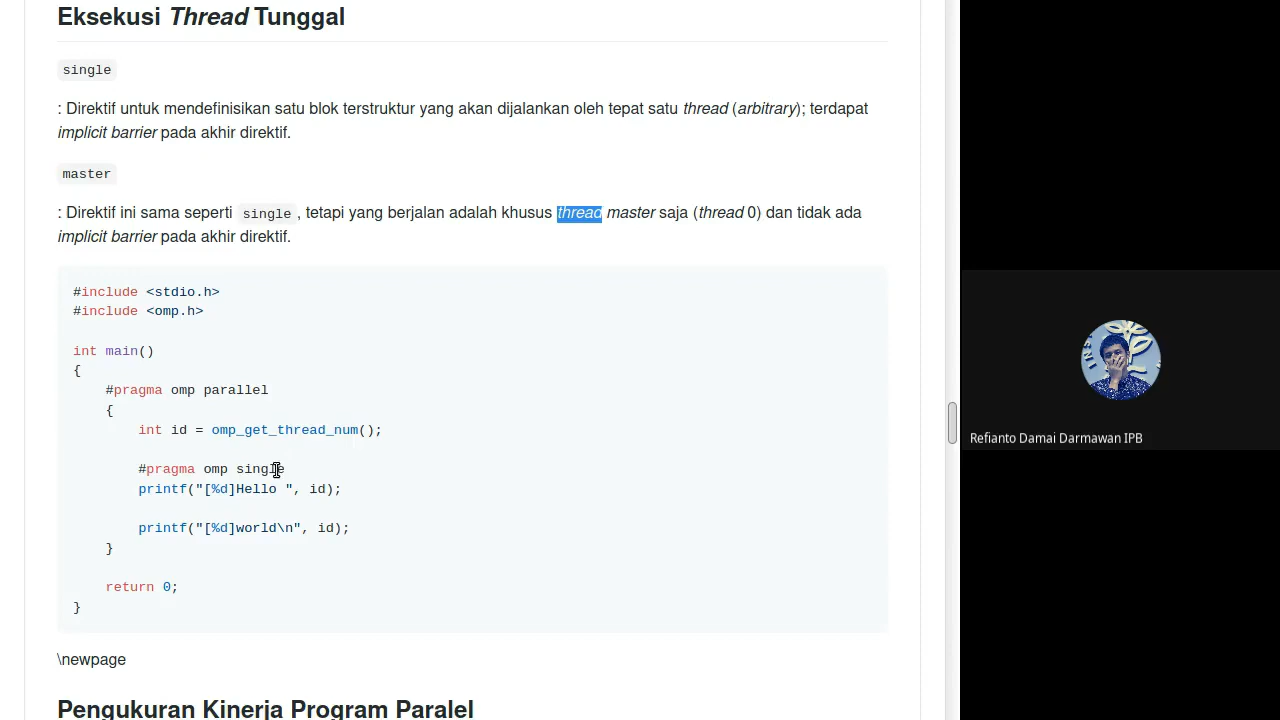 Eksekusi Thread Tunggal
single
: Direktif untuk mendefinisikan satu blok terstruktur yang akan dijalankan oleh tepat satu thread (arbitrary); terdapat
implicit barrier pada akhir direktif.
master
: Direktif ini sama seperti single, tetapi yang berjalan adalah khusus thread master saja (thread 0) dan tidak ada
implicit barrier pada akhir direktif.
#include <stdio.h>
#include <omp.h>
int main()
{
    #pragma omp parallel
    {
        int id = omp_get_thread_num();
        #pragma omp single
        printf("[%d]Hello ", id);
        printf("[%d]world\n", id);
    }
    return 0;
}
\newpage
Pengukuran Kinerja Program Paralel
Refianto Damai Darmawan IPB